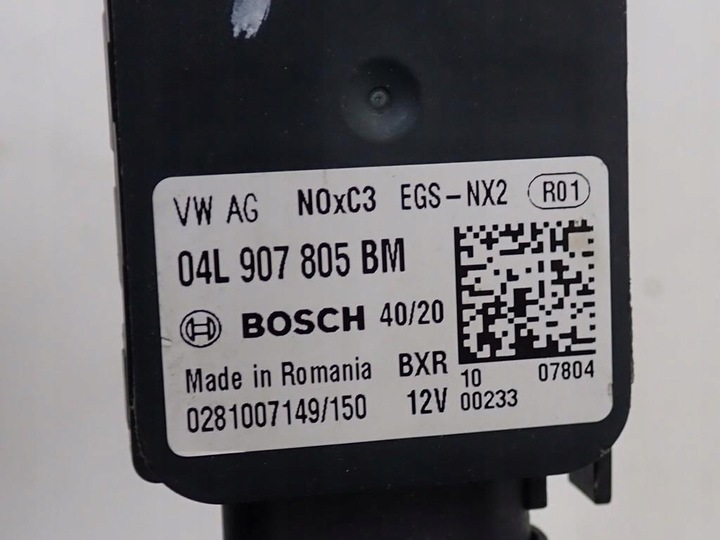 VW AG NOxC3 EGS-NX2 R01
04L 907 805 BM
BOSCH 40/20
Made in Romania BXR 10 07804
0281007149/150 12V 00233